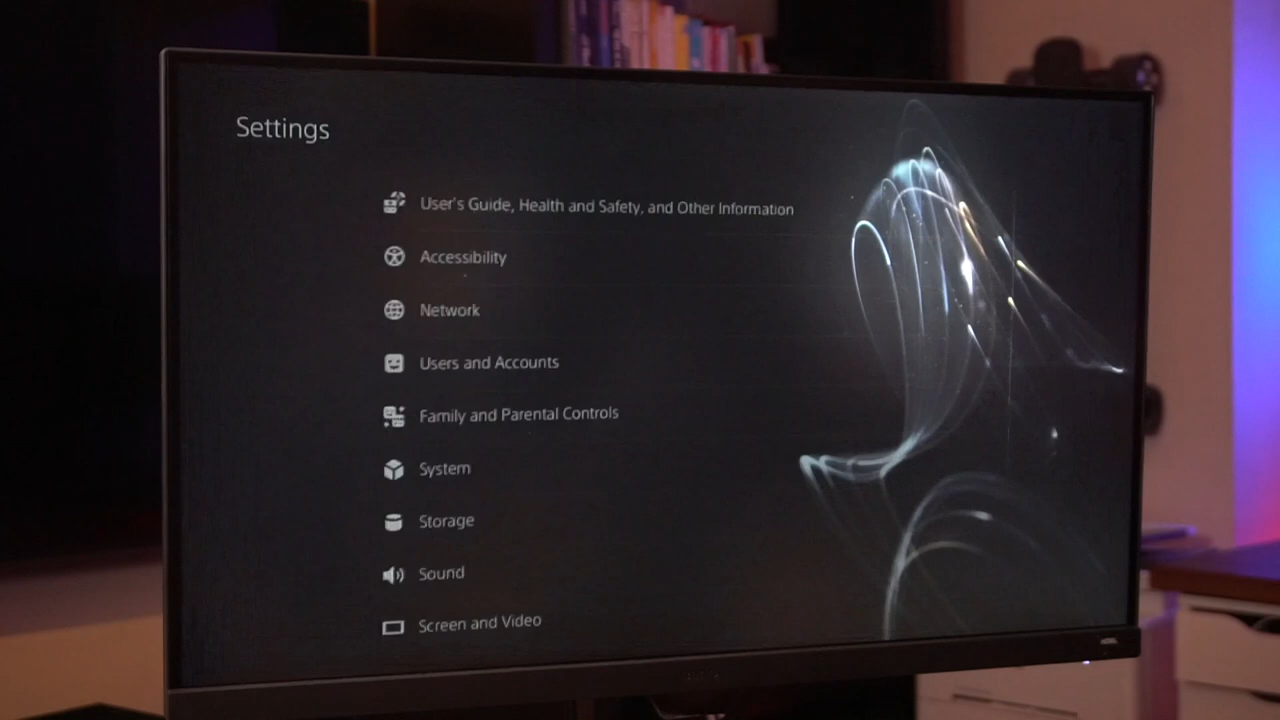 Settings
User's Guide, Health and Safety, and Other Information
Accessibility
Network
Users and Accounts
Family and Parental Controls
System
Storage
Sound
Screen and Video